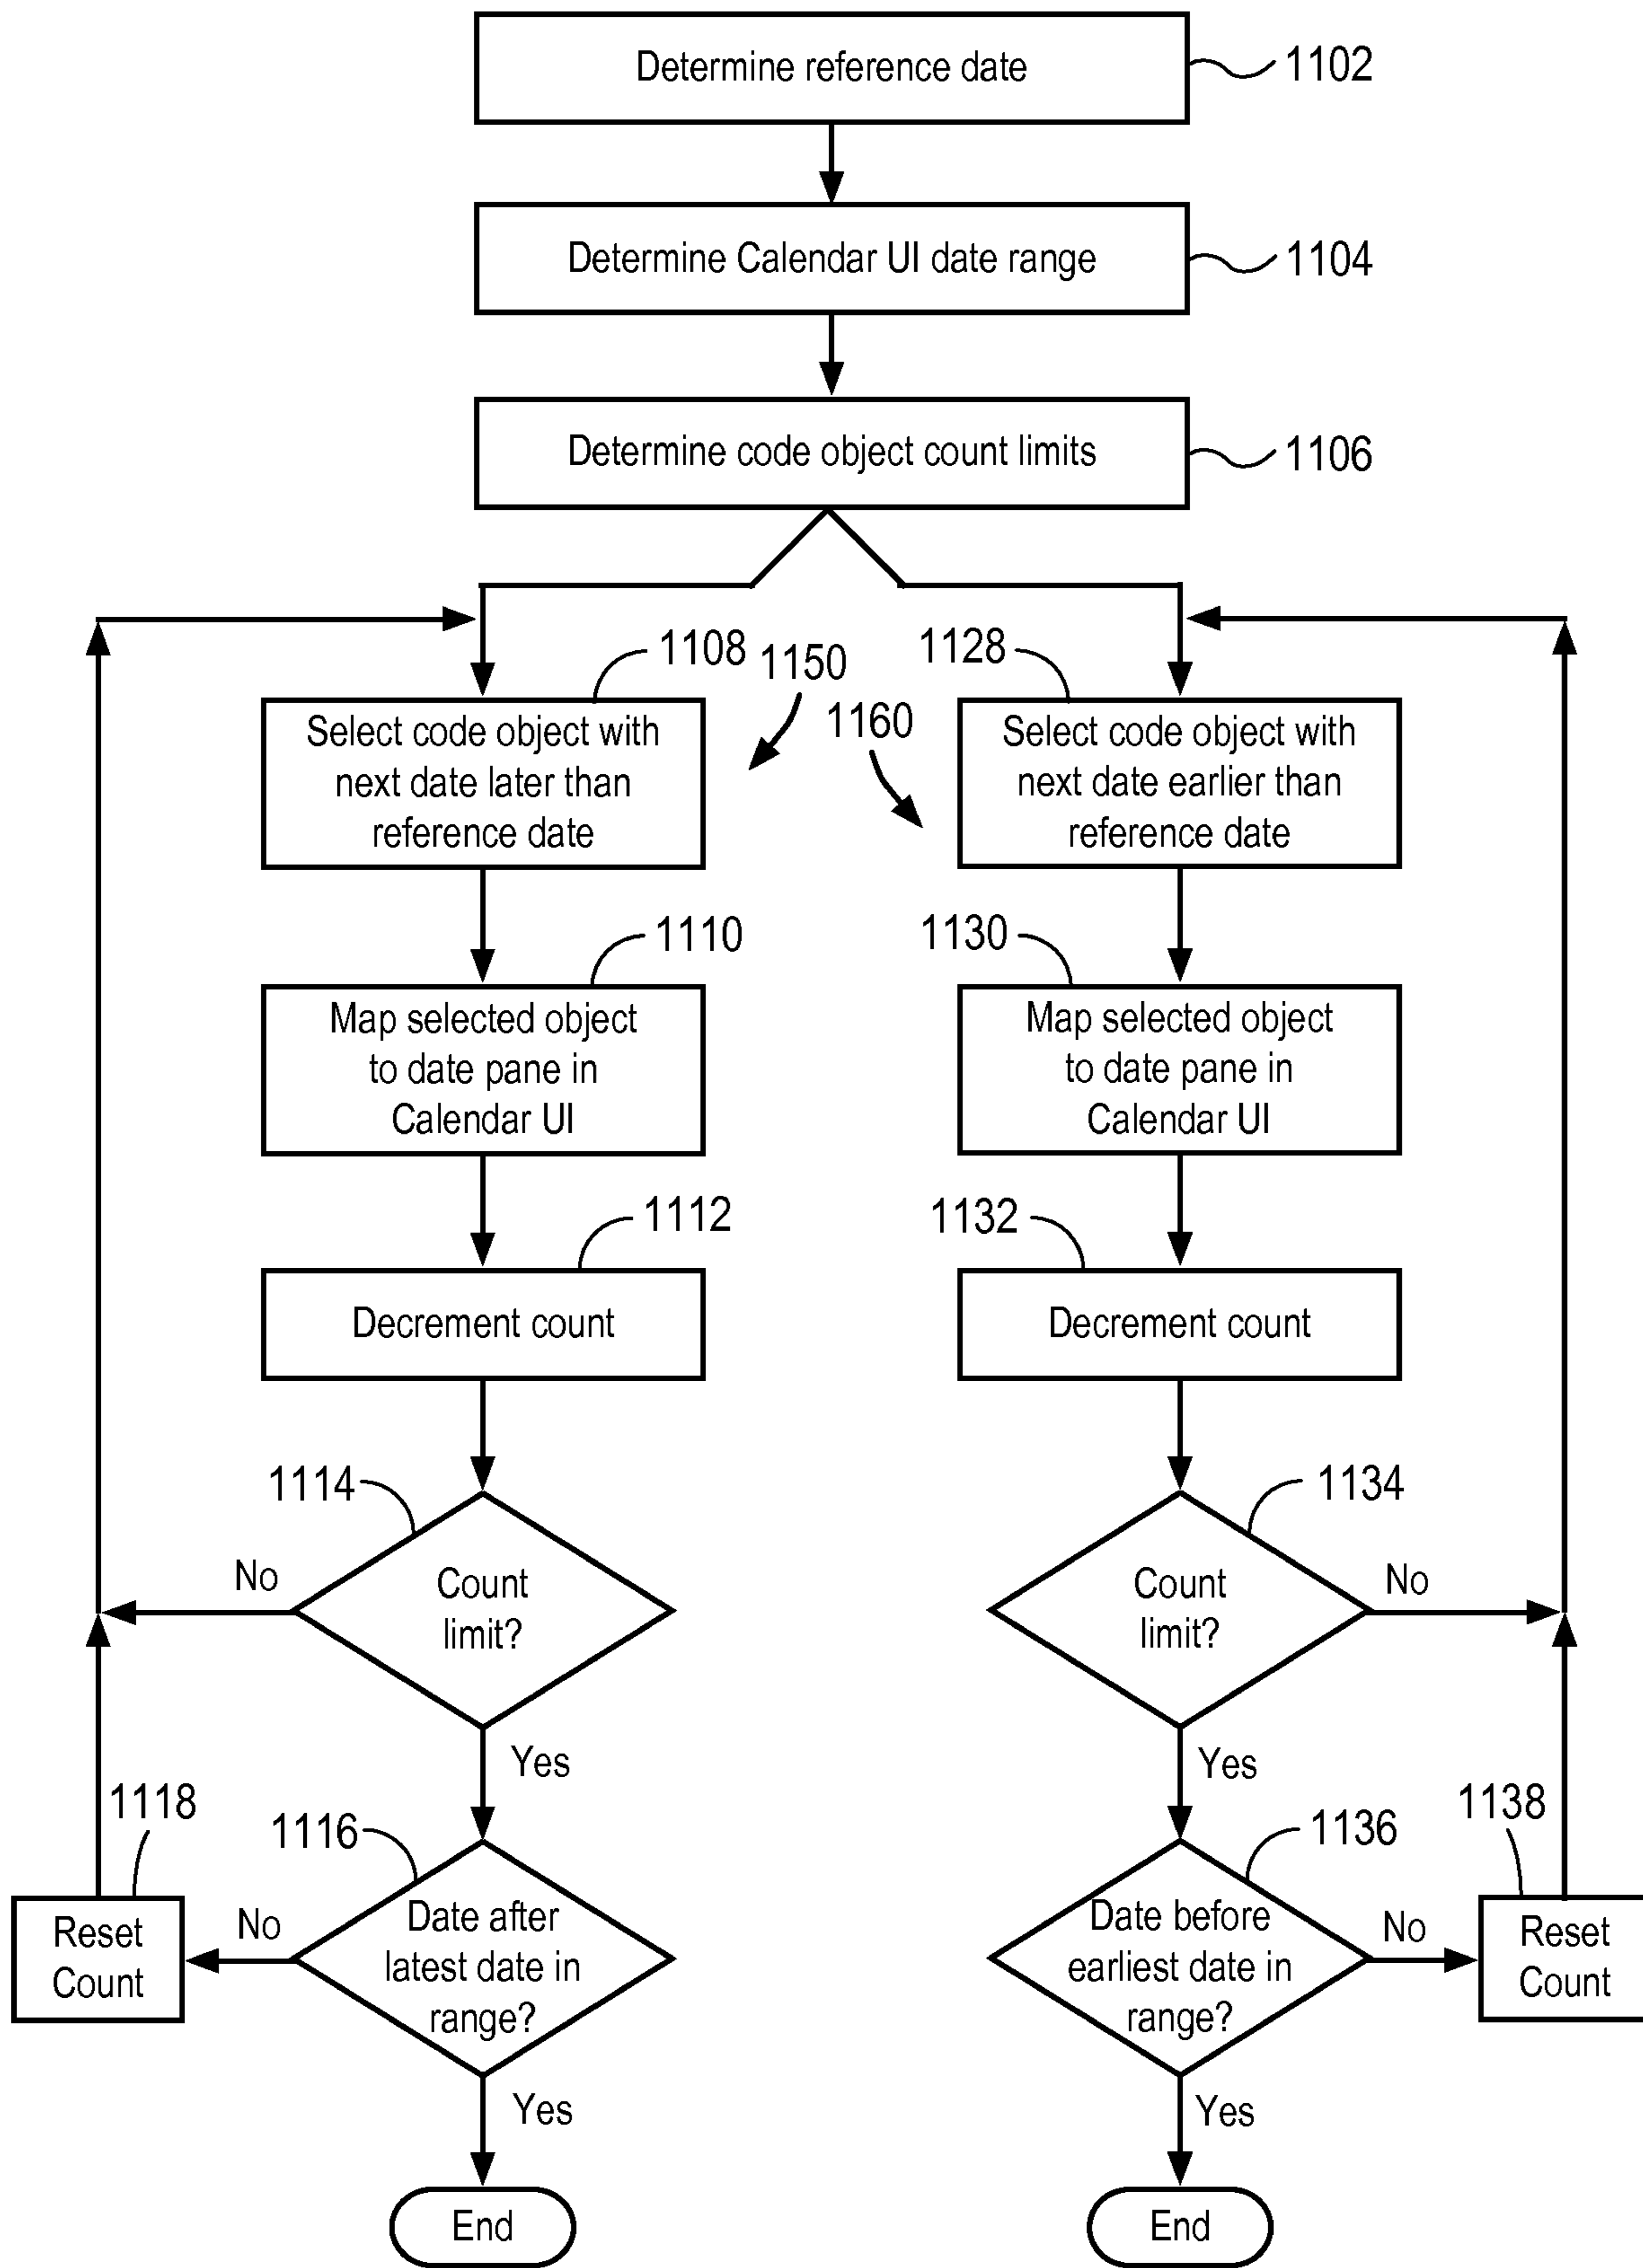 Determine reference date
1102
Determine Calendar UI date range
1104
Determine code object count limits
1106
1108
1150
1160
1128
Select code object with
next date later than
reference date
Select code object with
next date earlier than
reference date
1110
1130
Map selected object
to date pane in
Calendar UI
Map selected object
to date pane in
Calendar UI
1112
1132
Decrement count
Decrement count
1114
1134
No
Count
limit?
Count
limit?
No
Yes
Yes
1118
1116
1136
1138
Reset
Count
No
Date after
latest date in
range?
Date before
earliest date in
range?
No
Reset
Count
Yes
Yes
End
End